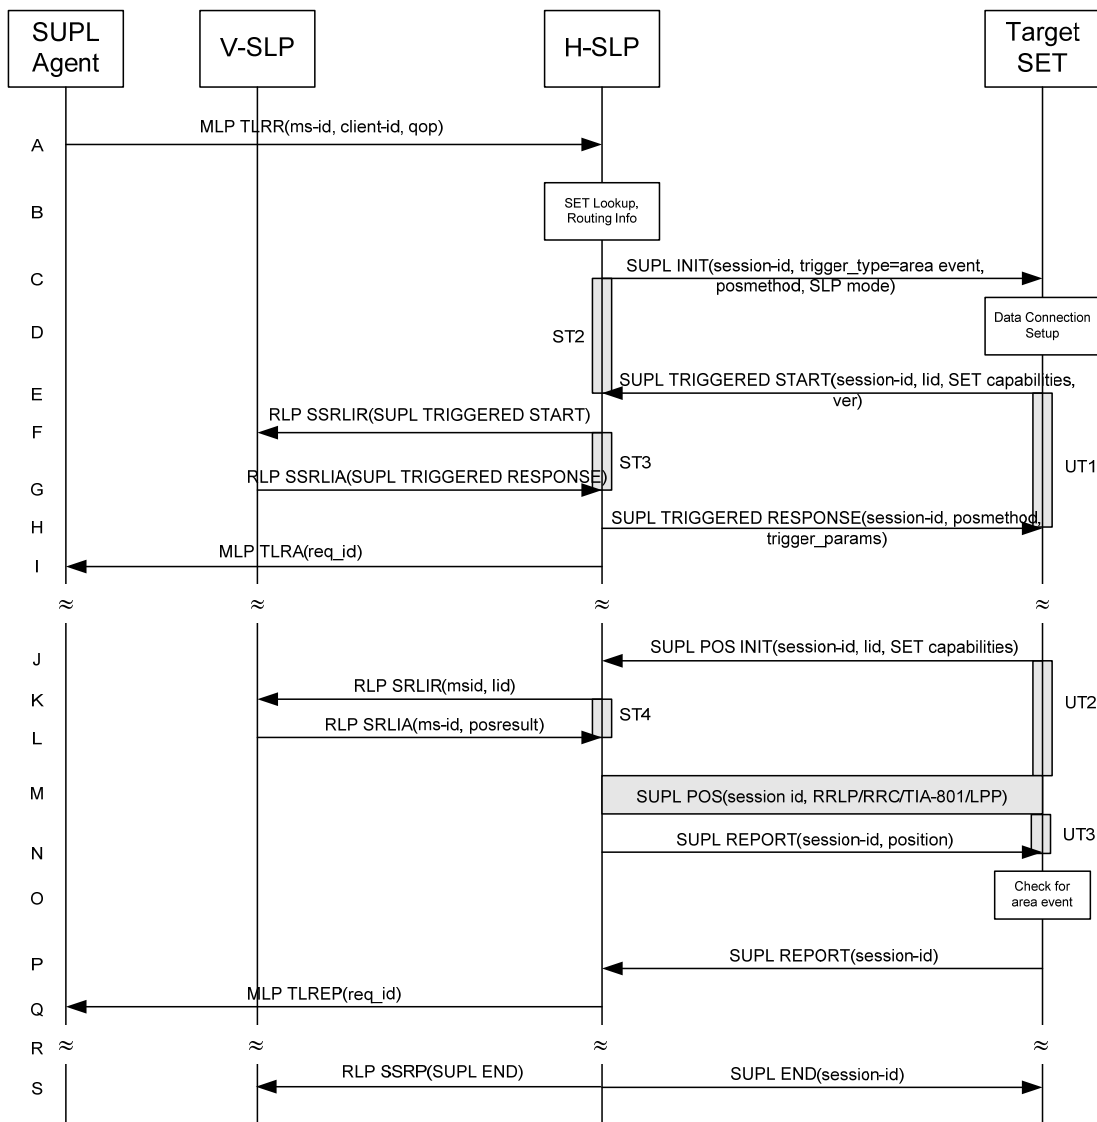 SUPL
Agent
V-SLP
H-SLP
Target
SET
A
MLP TLRR(ms-id, client-id, qop)
B
SET Lookup,
Routing Info
C
SUPL INIT(session-id, trigger_type=area event,
posmethod, SLP mode)
D
ST2
Data Connection
Setup
E
SUPL TRIGGERED START(session-id, lid, SET capabilities,
ver)
F
RLP SSRLIR(SUPL TRIGGERED START)
ST3
UT1
G
RLP SSRLIA(SUPL TRIGGERED RESPONSE)
H
SUPL TRIGGERED RESPONSE(session-id, posmethod,
trigger_params)
I
MLP TLRA(req_id)
≈ ≈ ≈ ≈
J
SUPL POS INIT(session-id, lid, SET capabilities)
K
RLP SRLIR(msid, lid)
ST4
UT2
L
RLP SRLIA(ms-id, posresult)
M
SUPL POS(session id, RRLP/RRC/TIA-801/LPP)
N
SUPL REPORT(session-id, position)
UT3
O
Check for
area event
P
SUPL REPORT(session-id)
Q
MLP TLREP(req_id)
R
≈ ≈ ≈ ≈
S
RLP SSRP(SUPL END)
SUPL END(session-id)